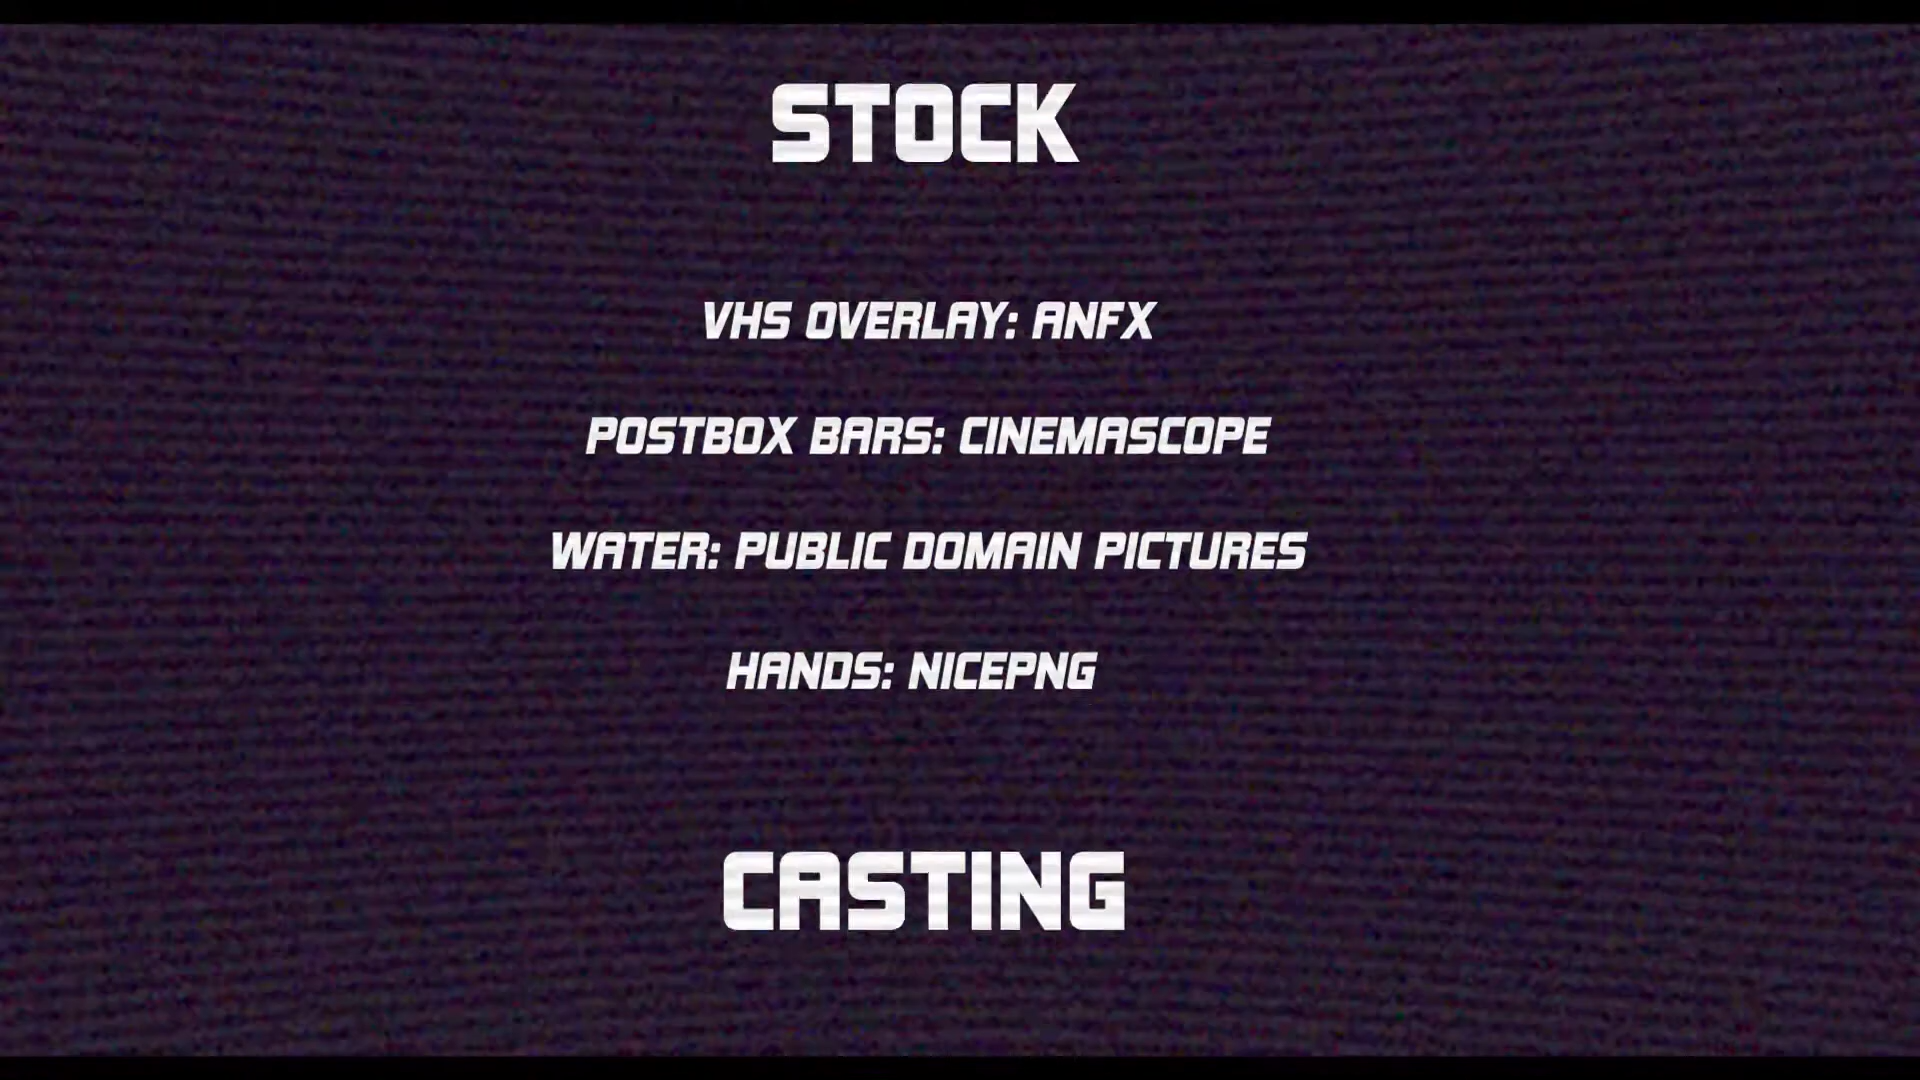 STOCK
VHS OVERLAY: ANFX
POSTBOX BARS: CINEMASCOPE
WATER: PUBLIC DOMAIN PICTURES
HANDS: NICEPNG
CASTING